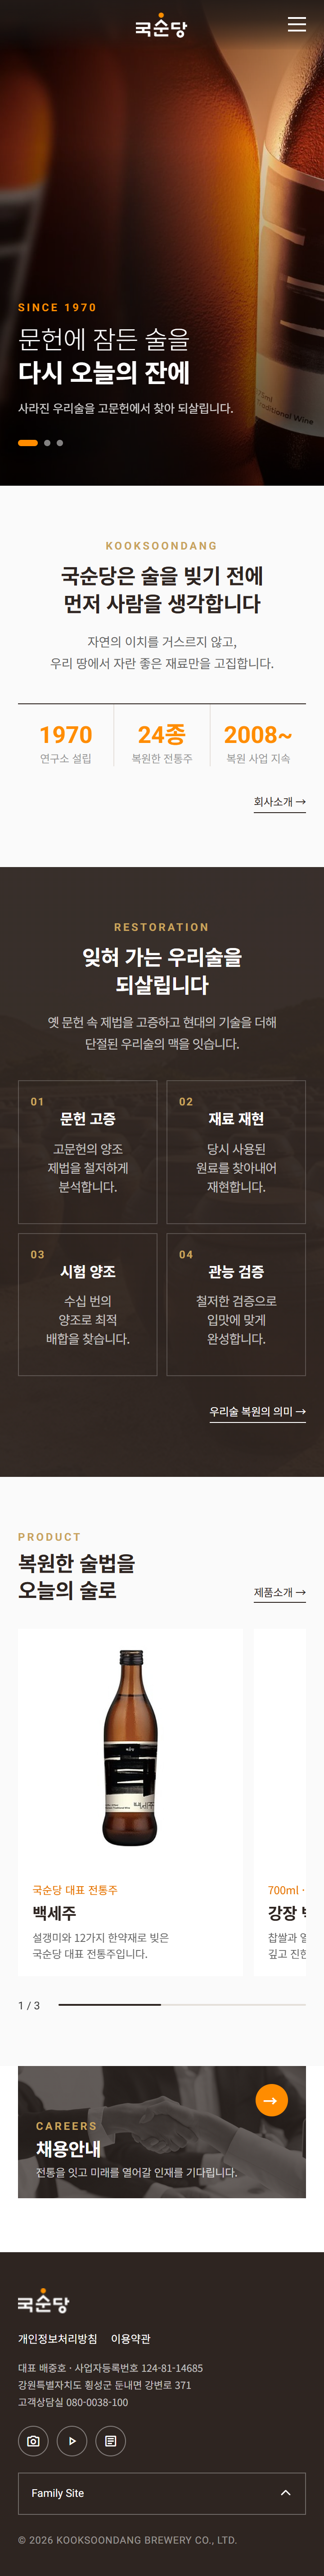 국순당
75ml
Traditional Wine
SINCE 1970
문헌에 잠든 술을
다시 오늘의 잔에
사라진 우리술을 고문헌에서 찾아 되살립니다.
KOOKSOONDANG
국순당은 술을 빚기 전에
먼저 사람을 생각합니다
자연의 이치를 거스르지 않고,
우리 땅에서 자란 좋은 재료만을 고집합니다.
1970
연구소 설립
24종
복원한 전통주
2008~
복원 사업 지속
회사소개 →
RESTORATION
잊혀 가는 우리술을
되살립니다
옛 문헌 속 제법을 고증하고 현대의 기술을 더해
단절된 우리술의 맥을 잇습니다.
01
문헌 고증
고문헌의 양조
제법을 철저하게
분석합니다.
02
재료 재현
당시 사용된
원료를 찾아내어
재현합니다.
03
시험 양조
수십 번의
양조로 최적
배합을 찾습니다.
04
관능 검증
철저한 검증으로
입맛에 맞게
완성합니다.
우리술 복원의 의미 →
PRODUCT
복원한 술법을
오늘의 술로
제품소개 →
백세주
국순당 대표 전통주
백세주
설갱미와 12가지 한약재로 빚은
국순당 대표 전통주입니다.
700ml ·
강장
찹쌀과
깊고 진한
1 / 3
CAREERS
채용안내
전통을 잇고 미래를 열어갈 인재를 기다립니다.
→
국순당
개인정보처리방침 이용약관
대표 배중호 · 사업자등록번호 124-81-14685
강원특별자치도 횡성군 둔내면 강변로 371
고객상담실 080-0038-100
Family Site
© 2026 KOOKSOONDANG BREWERY CO., LTD.